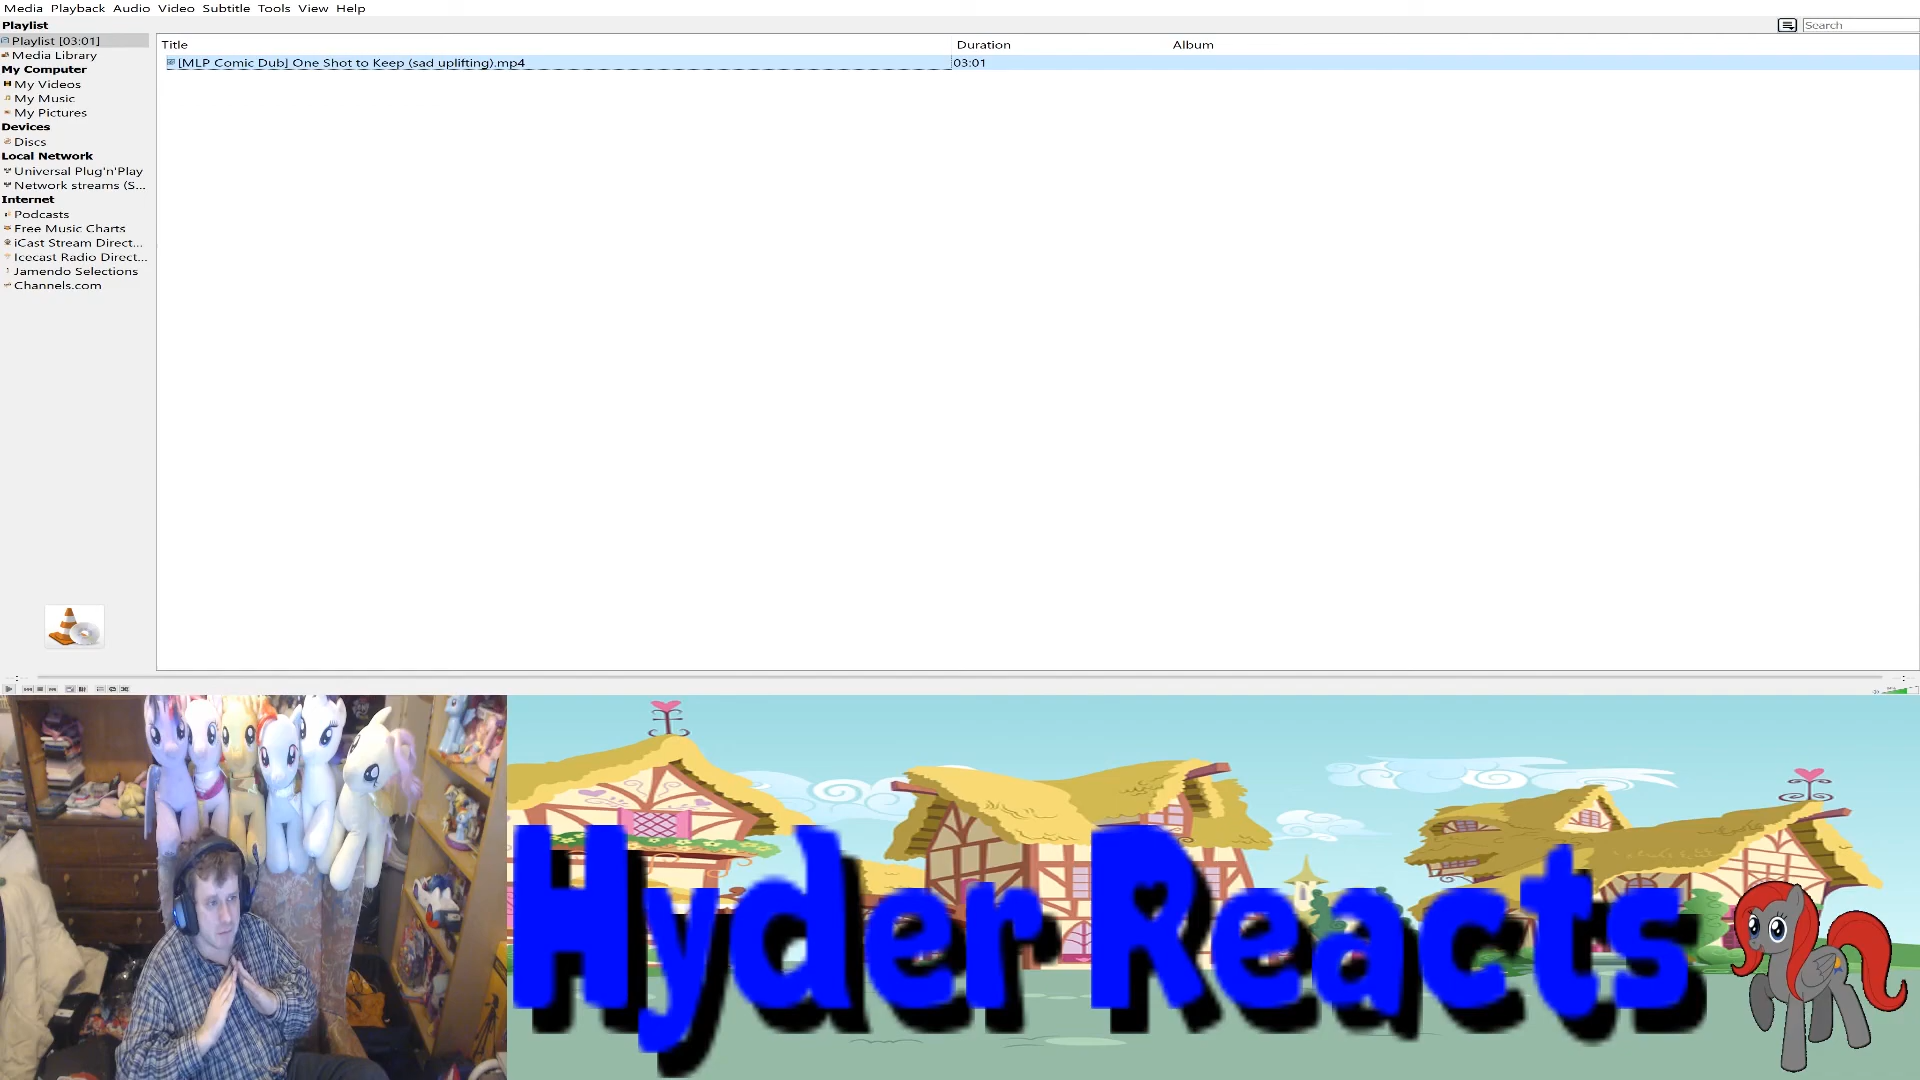 Media Playback Audio Video Subtitle Tools View Help
Playlist
Search
Playlist [03:01]
Title Duration Album
Media Library
[MLP Comic Dub] One Shot to Keep (sad uplifting).mp4 03:01
My Computer
My Videos
My Music
My Pictures
Devices
Discs
Local Network
Universal Plug'n'Play
Network streams (S...
Internet
Podcasts
Free Music Charts
iCast Stream Direct...
Icecast Radio Direct...
Jamendo Selections
Channels.com
Hyder Reacts